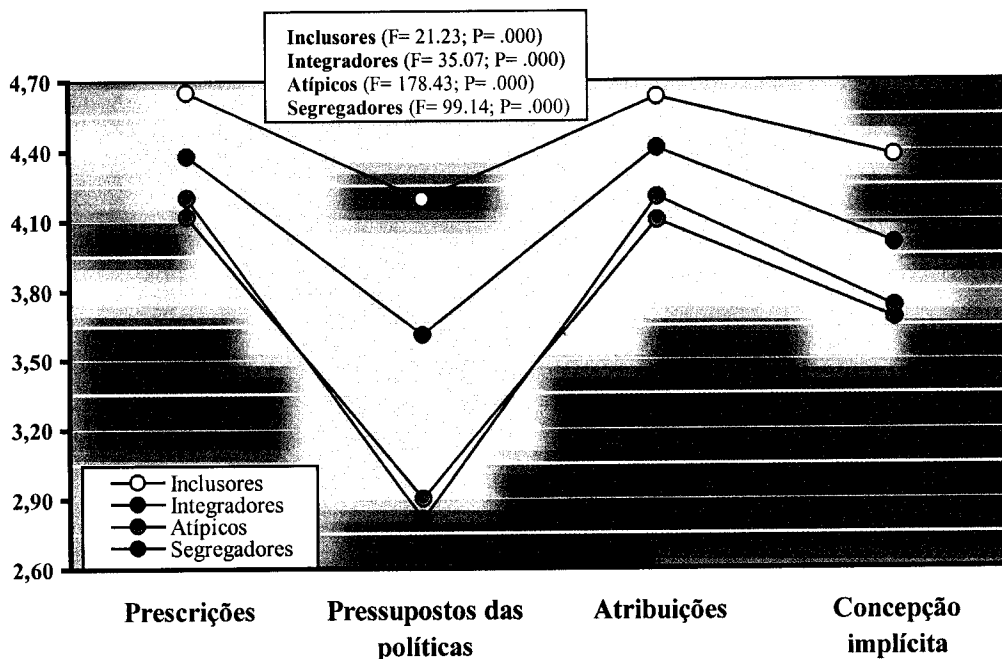 Inclusores (F= 21.23; P= .000)
Integradores (F= 35.07; P= .000)
Atípicos (F= 178.43; P= .000)
Segregadores (F= 99.14; P= .000)
4,70
4,40
4,10
3,80
3,50
3,20
2,90
2,60
Inclusores
Integradores
Atípicos
Segregadores
Prescrições
Pressupostos das
políticas
Atribuições
Concepção
implícita